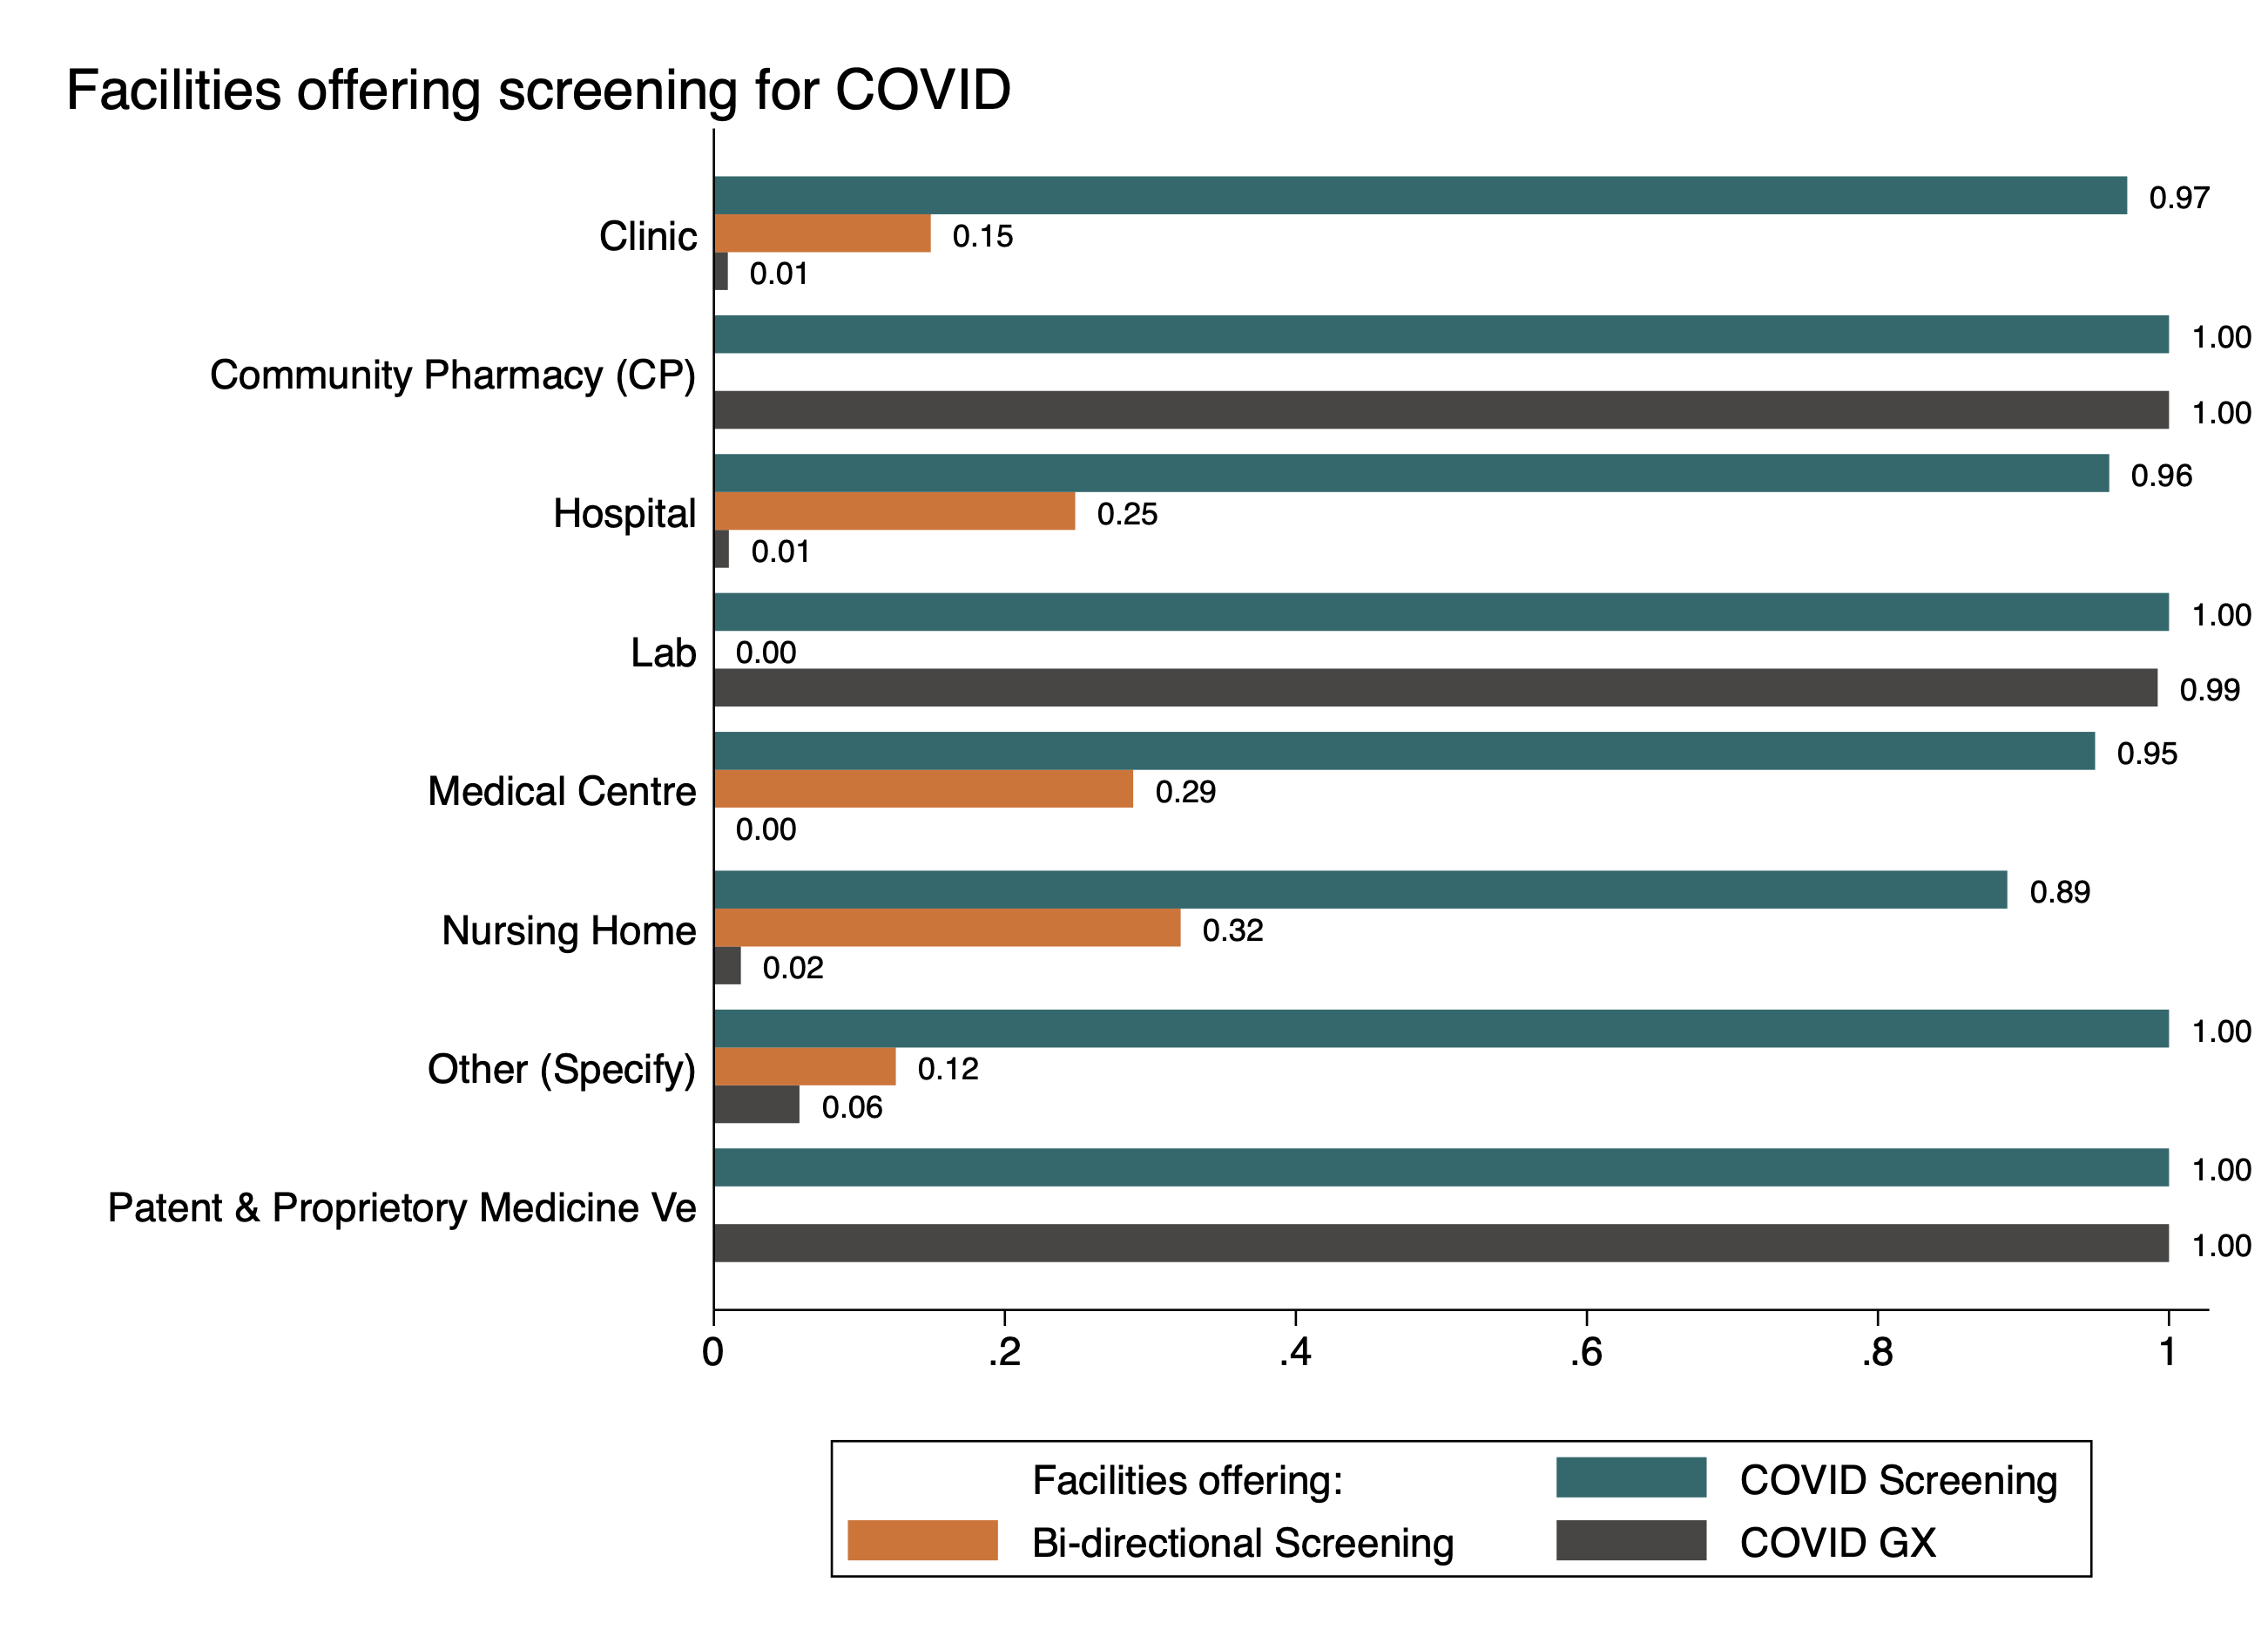 Facilities offering screening for COVID
0.97
Clinic 0.15
0.01
1.00
Community Pharmacy (CP)
1.00
0.96
Hospital 0.25
0.01
1.00
Lab 0.00
0.99
0.95
Medical Centre 0.29
0.00
0.89
Nursing Home 0.32
0.02
1.00
Other (Specify) 0.12
0.06
1.00
Patent & Proprietory Medicine Ve
1.00
0 .2 .4 .6 .8 1
Facilities offering: COVID Screening
Bi-directional Screening COVID GX